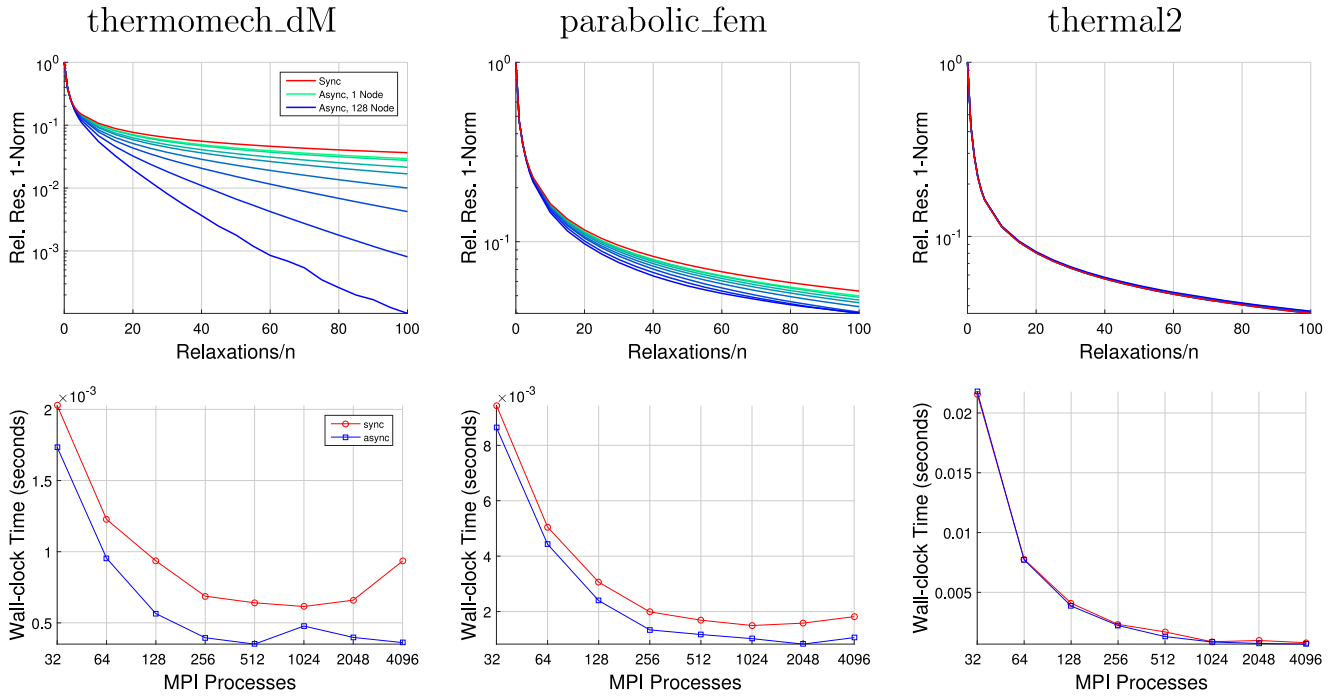 thermomech_dM
parabolic_fem
thermal2
Rel. Res. 1-Norm
10^0
10^-1
10^-2
10^-3
Sync
Async, 1 Node
Async, 128 Node
0 20 40 60 80 100
Relaxations/n
Rel. Res. 1-Norm
10^0
10^-1
0 20 40 60 80 100
Relaxations/n
Rel. Res. 1-Norm
10^0
10^-1
0 20 40 60 80 100
Relaxations/n
Wall-clock Time (seconds)
× 10^-3
2
1.5
1
0.5
sync
async
32 64 128 256 512 1024 2048 4096
MPI Processes
Wall-clock Time (seconds)
× 10^-3
8
6
4
2
32 64 128 256 512 1024 2048 4096
MPI Processes
Wall-clock Time (seconds)
0.02
0.015
0.01
0.005
32 64 128 256 512 1024 2048 4096
MPI Processes